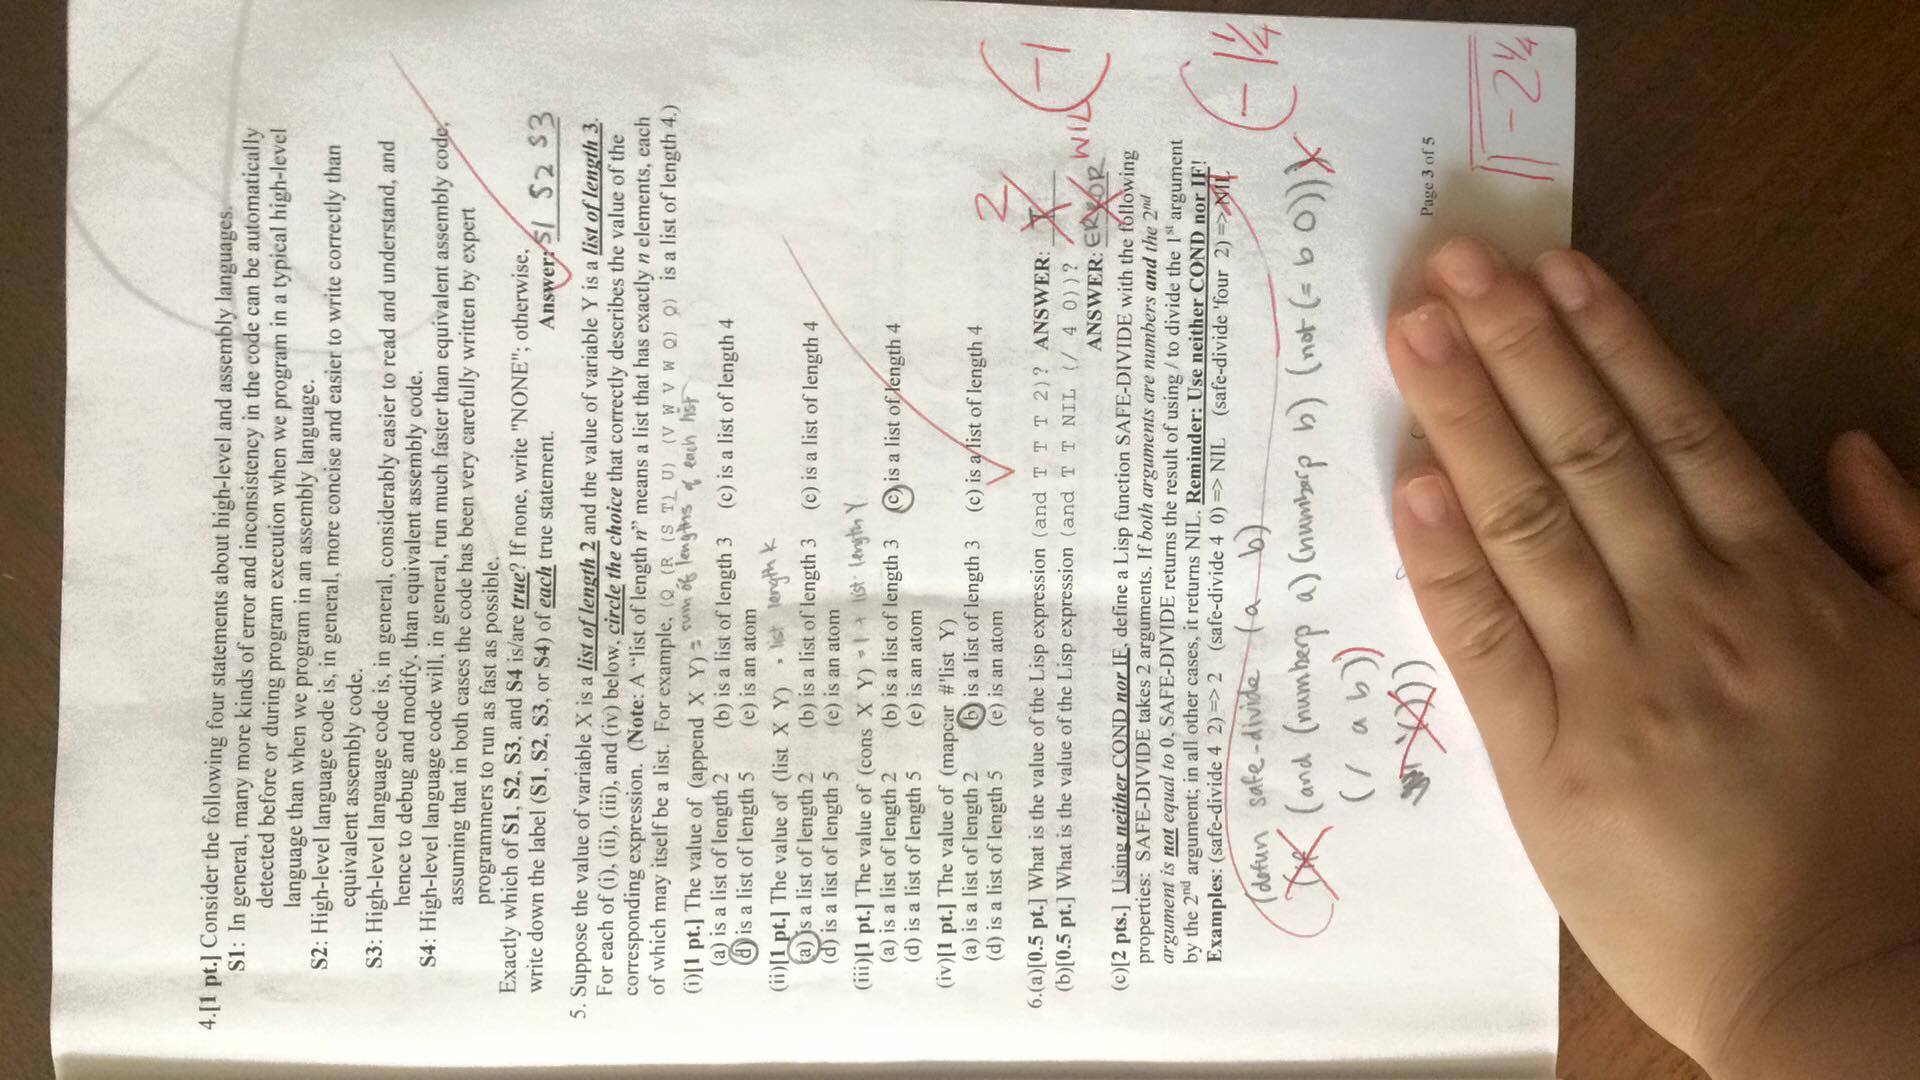 4.[1 pt.] Consider the following four statements about high-level and assembly languages.
S1: In general, many more kinds of error and inconsistency in the code can be automatically
detected before or during program execution when we program in a typical high-level
language than when we program in an assembly language.
S2: High-level language code is, in general, more concise and easier to write correctly than
equivalent assembly code.
S3: High-level language code is, in general, considerably easier to read and understand, and
hence to debug and modify, than equivalent assembly code.
S4: High-level language code will, in general, run much faster than equivalent assembly code,
assuming that in both cases the code has been very carefully written by expert
programmers to run as fast as possible.
Exactly which of S1, S2, S3, and S4 is/are true? If none, write "NONE"; otherwise,
write down the label (S1, S2, S3, or S4) of each true statement. Answer: S1 S2 S3
5. Suppose the value of variable X is a list of length 2 and the value of variable Y is a list of length 3.
For each of (i), (ii), (iii), and (iv) below, circle the choice that correctly describes the value of the
corresponding expression. (Note: A “list of length n” means a list that has exactly n elements, each
of which may itself be a list. For example, (Q (R (S T) U) (V W V W Q) Q) is a list of length 4.)
(i)[1 pt.] The value of (append X Y) = sum of lengths of each list
(a) is a list of length 2 (b) is a list of length 3 (c) is a list of length 4
(d) is a list of length 5 (e) is an atom
(ii)[1 pt.] The value of (list X Y) • list length k
(a) is a list of length 2 (b) is a list of length 3 (c) is a list of length 4
(d) is a list of length 5 (e) is an atom
(iii)[1 pt.] The value of (cons X Y) = 1 + list length Y
(a) is a list of length 2 (b) is a list of length 3 (c) is a list of length 4
(d) is a list of length 5 (e) is an atom
(iv)[1 pt.] The value of (mapcar #'list Y)
(a) is a list of length 2 (b) is a list of length 3 (c) is a list of length 4
(d) is a list of length 5 (e) is an atom
2
6.(a)[0.5 pt.] What is the value of the Lisp expression (and T T T 2)? ANSWER: T
-1
(b)[0.5 pt.] What is the value of the Lisp expression (and T T NIL (/ 4 0))?
ANSWER: ERROR NIL
(c)[2 pts.] Using neither COND nor IF, define a Lisp function SAFE-DIVIDE with the following
properties: SAFE-DIVIDE takes 2 arguments. If both arguments are numbers and the 2nd
argument is not equal to 0, SAFE-DIVIDE returns the result of using / to divide the 1st argument
by the 2nd argument; in all other cases, it returns NIL. Reminder: Use neither COND nor IF!
Examples: (safe-divide 4 2) => 2 (safe-divide 4 0) => NIL (safe-divide 'four 2) => NIL
-1 1/4
(defun safe-divide (a b)
(if (and (numberp a) (numberp b) (not (= b 0)))
(/ a b))
Page 3 of 5
-2 1/4